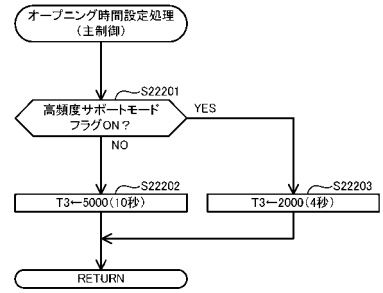 オープニング時間設定処理
(主制御)
S22201
高頻度サポートモード
フラグON?
YES
NO
S22202
T3←5000(10秒)
S22203
T3←2000(4秒)
RETURN